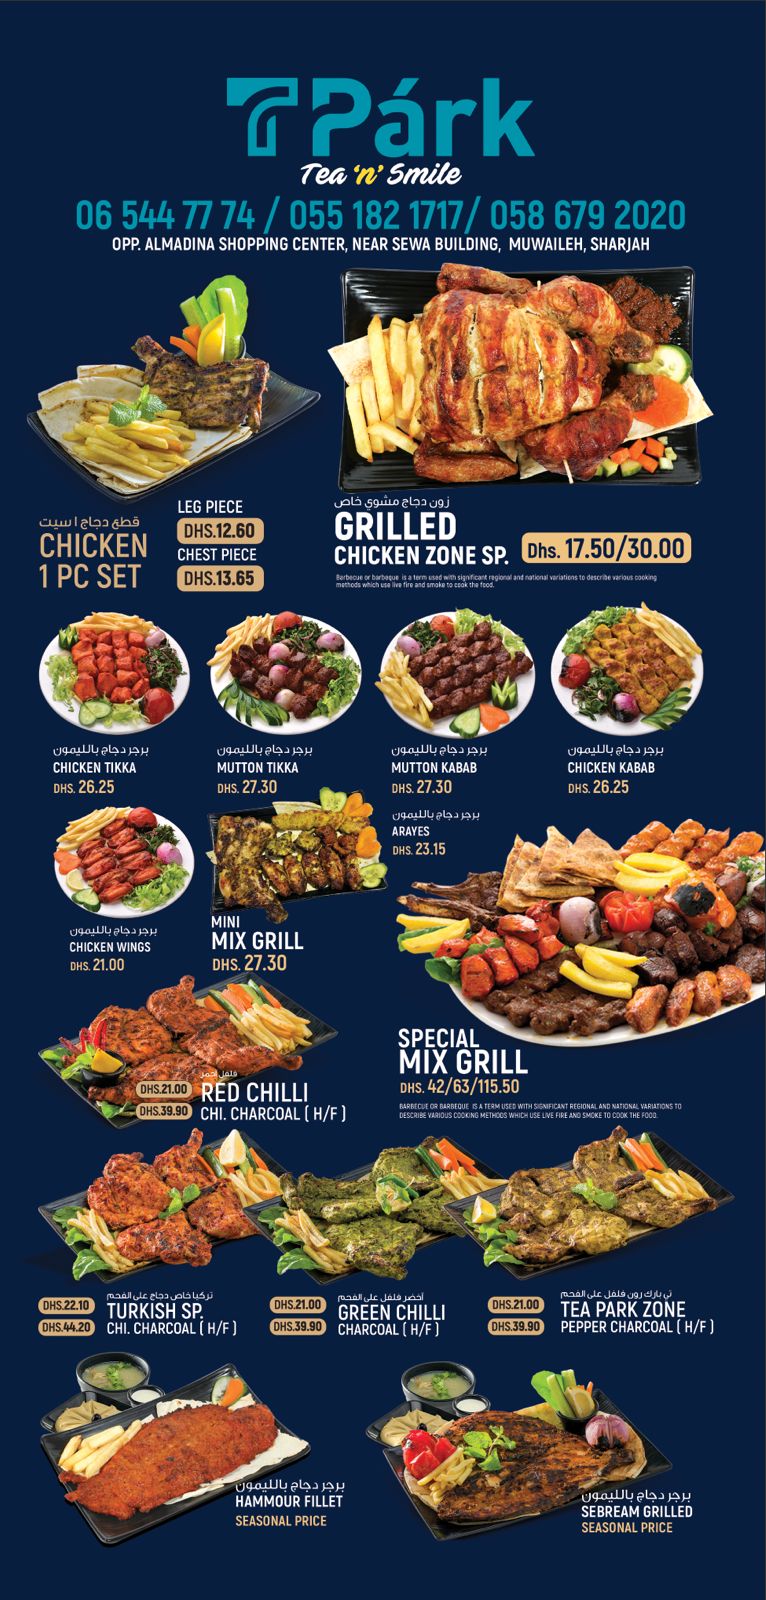 TPárk
Tea 'n' Smile
06 544 77 74 / 055 182 1717/ 058 679 2020
OPP. ALMADINA SHOPPING CENTER, NEAR SEWA BUILDING, MUWAILEH, SHARJAH
قطع دجاج ا سيت
CHICKEN
1 PC SET
LEG PIECE
DHS.12.60
CHEST PIECE
DHS.13.65
زون دجاج مشوي خاص
GRILLED
CHICKEN ZONE SP.
Dhs. 17.50/30.00
Barbecue or barbeque is a term used with significant regional and national variations to describe various cooking
methods which use live fire and smoke to cook the food.
برجر دجاج بالليمون
CHICKEN TIKKA
DHS. 26.25
برجر دجاج بالليمون
MUTTON TIKKA
DHS. 27.30
برجر دجاج بالليمون
MUTTON KABAB
DHS. 27.30
برجر دجاج بالليمون
CHICKEN KABAB
DHS. 26.25
برجر دجاج بالليمون
CHICKEN WINGS
DHS. 21.00
MINI
MIX GRILL
DHS. 27.30
برجر دجاج بالليمون
ARAYES
DHS. 23.15
SPECIAL
MIX GRILL
DHS. 42/63/115.50
BARBECUE OR BARBEQUE IS A TERM USED WITH SIGNIFICANT REGIONAL AND NATIONAL VARIATIONS TO
DESCRIBE VARIOUS COOKING METHODS WHICH USE LIVE FIRE AND SMOKE TO COOK THE FOOD.
فلفل احمر
DHS.21.00
DHS.39.90
RED CHILLI
CHI. CHARCOAL ( H/F )
تركيا خاص دجاج على الفحم
DHS.22.10
DHS.44.20
TURKISH SP.
CHI. CHARCOAL ( H/F )
أخضر فلفل على الفحم
DHS.21.00
DHS.39.90
GREEN CHILLI
CHARCOAL ( H/F )
تي بارك رون فلفل على الفحم
DHS.21.00
DHS.39.90
TEA PARK ZONE
PEPPER CHARCOAL ( H/F )
برجر دجاج بالليمون
HAMMOUR FILLET
SEASONAL PRICE
برجر دجاج بالليمون
SEBREAM GRILLED
SEASONAL PRICE